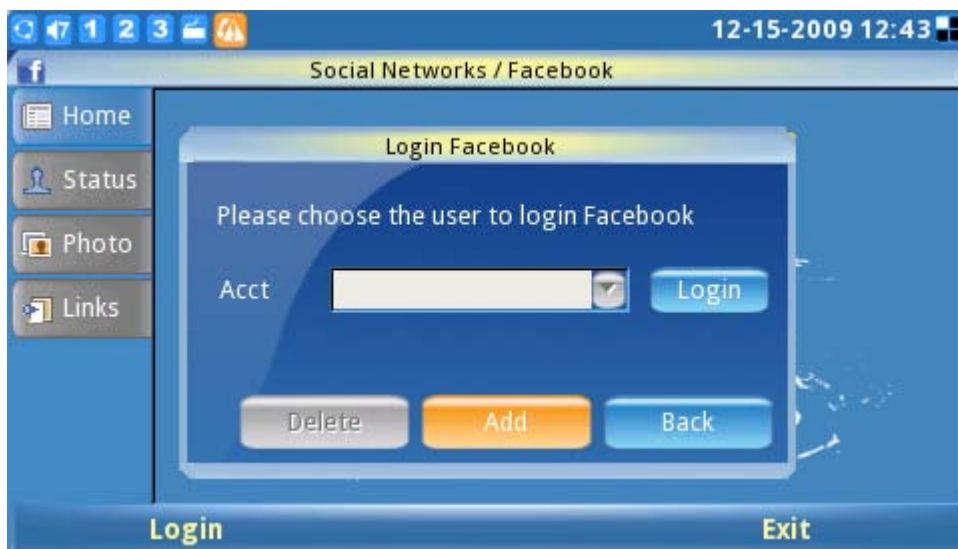 47 1 2 3 12-15-2009 12:43
f Social Networks / Facebook
Home
Status
Photo
Links
Login Facebook
Please choose the user to login Facebook
Acct Login
Delete Add Back
Login Exit